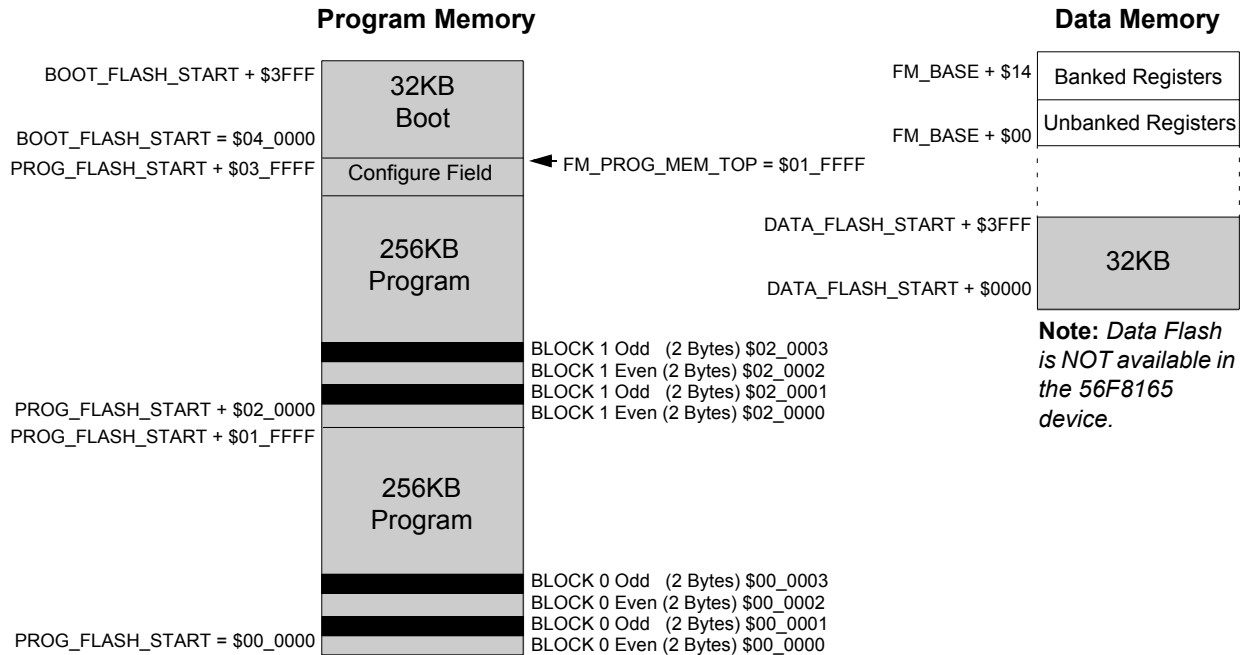 Program Memory
BOOT_FLASH_START + $3FFF
32KB
Boot
BOOT_FLASH_START = $04_0000
PROG_FLASH_START + $03_FFFF
Configure Field
FM_PROG_MEM_TOP = $01_FFFF
256KB
Program
BLOCK 1 Odd (2 Bytes) $02_0003
BLOCK 1 Even (2 Bytes) $02_0002
BLOCK 1 Odd (2 Bytes) $02_0001
BLOCK 1 Even (2 Bytes) $02_0000
PROG_FLASH_START + $02_0000
PROG_FLASH_START + $01_FFFF
256KB
Program
BLOCK 0 Odd (2 Bytes) $00_0003
BLOCK 0 Even (2 Bytes) $00_0002
BLOCK 0 Odd (2 Bytes) $00_0001
BLOCK 0 Even (2 Bytes) $00_0000
PROG_FLASH_START = $00_0000
Data Memory
FM_BASE + $14
Banked Registers
Unbanked Registers
FM_BASE + $00
DATA_FLASH_START + $3FFF
32KB
DATA_FLASH_START + $0000
Note: Data Flash
is NOT available in
the 56F8165
device.